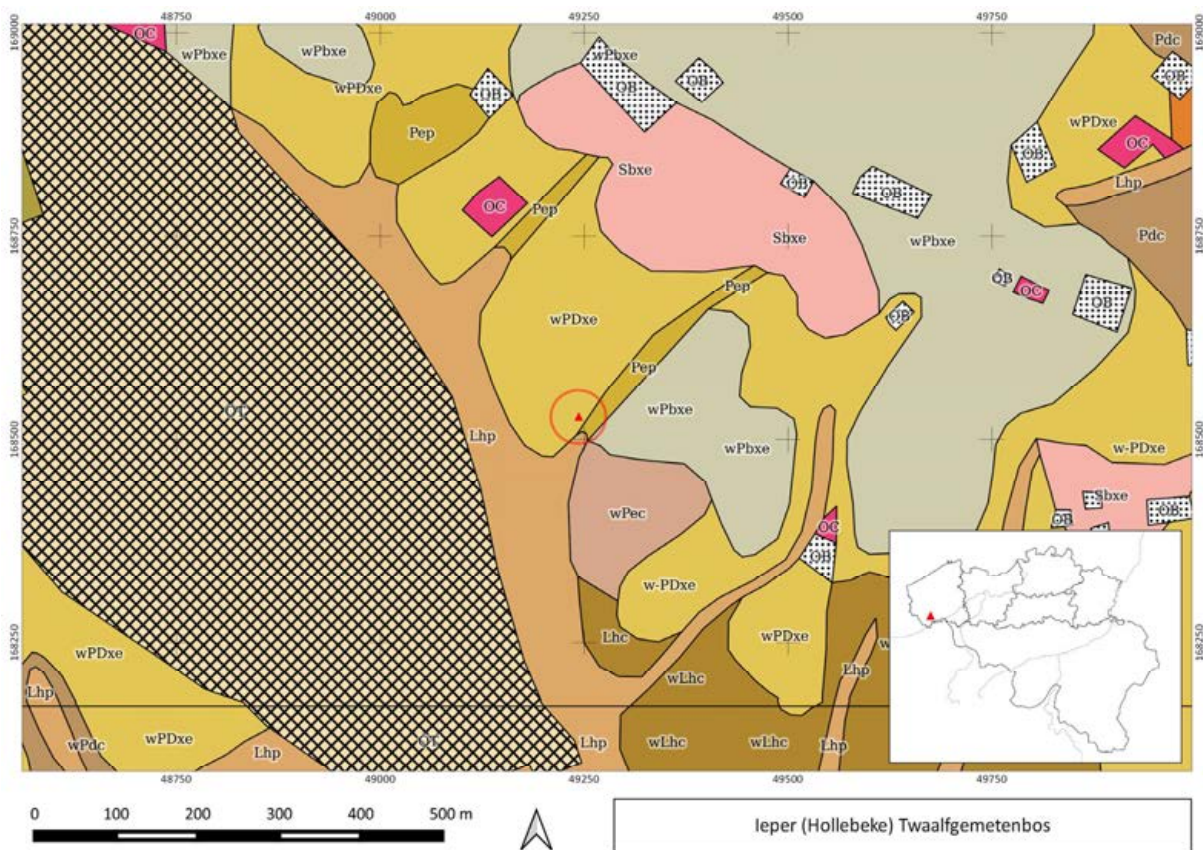 48750 49000 49250 49500 49750
169000 169000
OC wPbxe wPbxe wPbxe Pdc
wPDxe OB OB OB OB
Pep wPDxe
Sbxe OB OC
OB OB Lhp
OC Pep
168750 Sbxe wPbxe Pdc 168750
Pep OB OC OB
wPDxe OB
Pep
OT wPbxe
168500 Lhp wPbxe w-PDxe 168500
wPec Sbxe
OC OB OB
OB
w-PDxe
Lhc wPDxe
168250 wPDxe wLhc Lhp w 168250
Lhp
wPdc wPDxe Lhp OT Lhp wLhc wLhc Lhp
48750 49000 49250 49500 49750
0 100 200 300 400 500 m
Ieper (Hollebeke) Twaalfgemetenbos